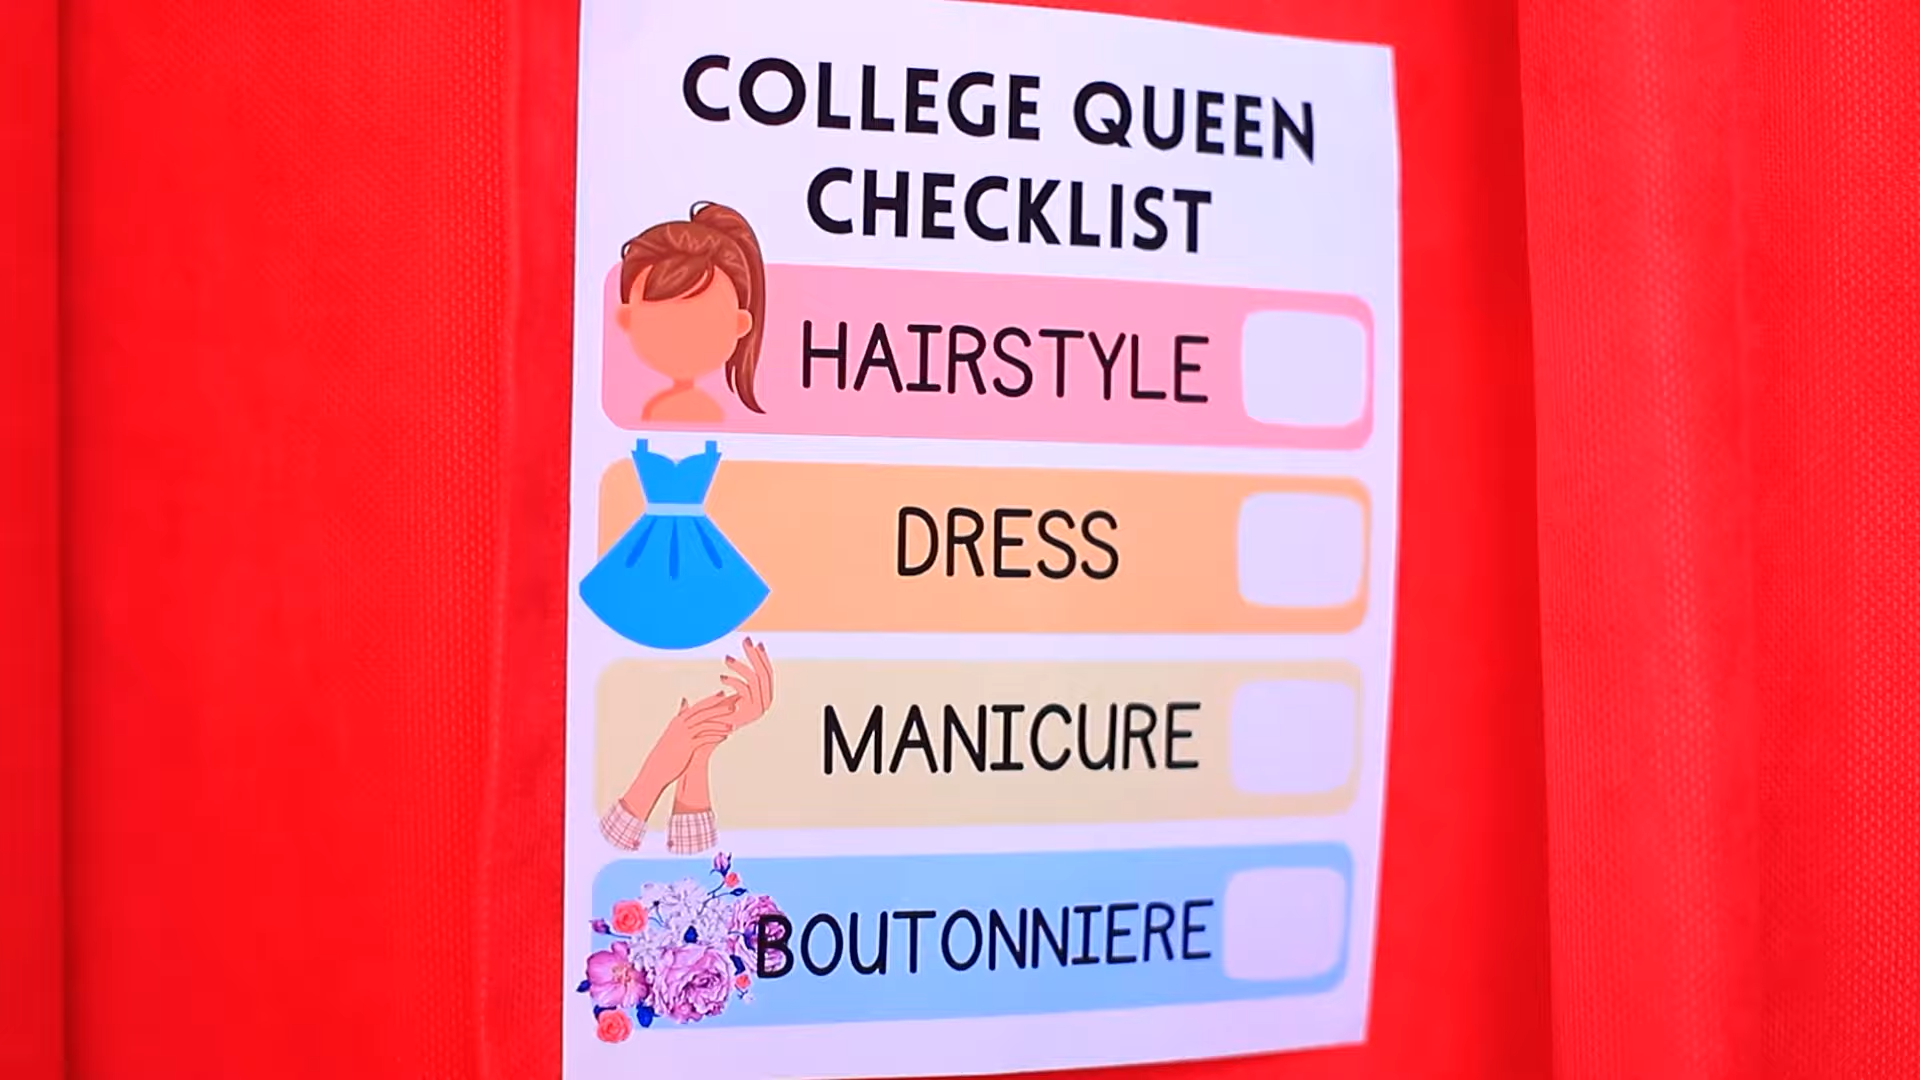 COLLEGE QUEEN
CHECKLIST
HAIRSTYLE
DRESS
MANICURE
BOUTONNIERE